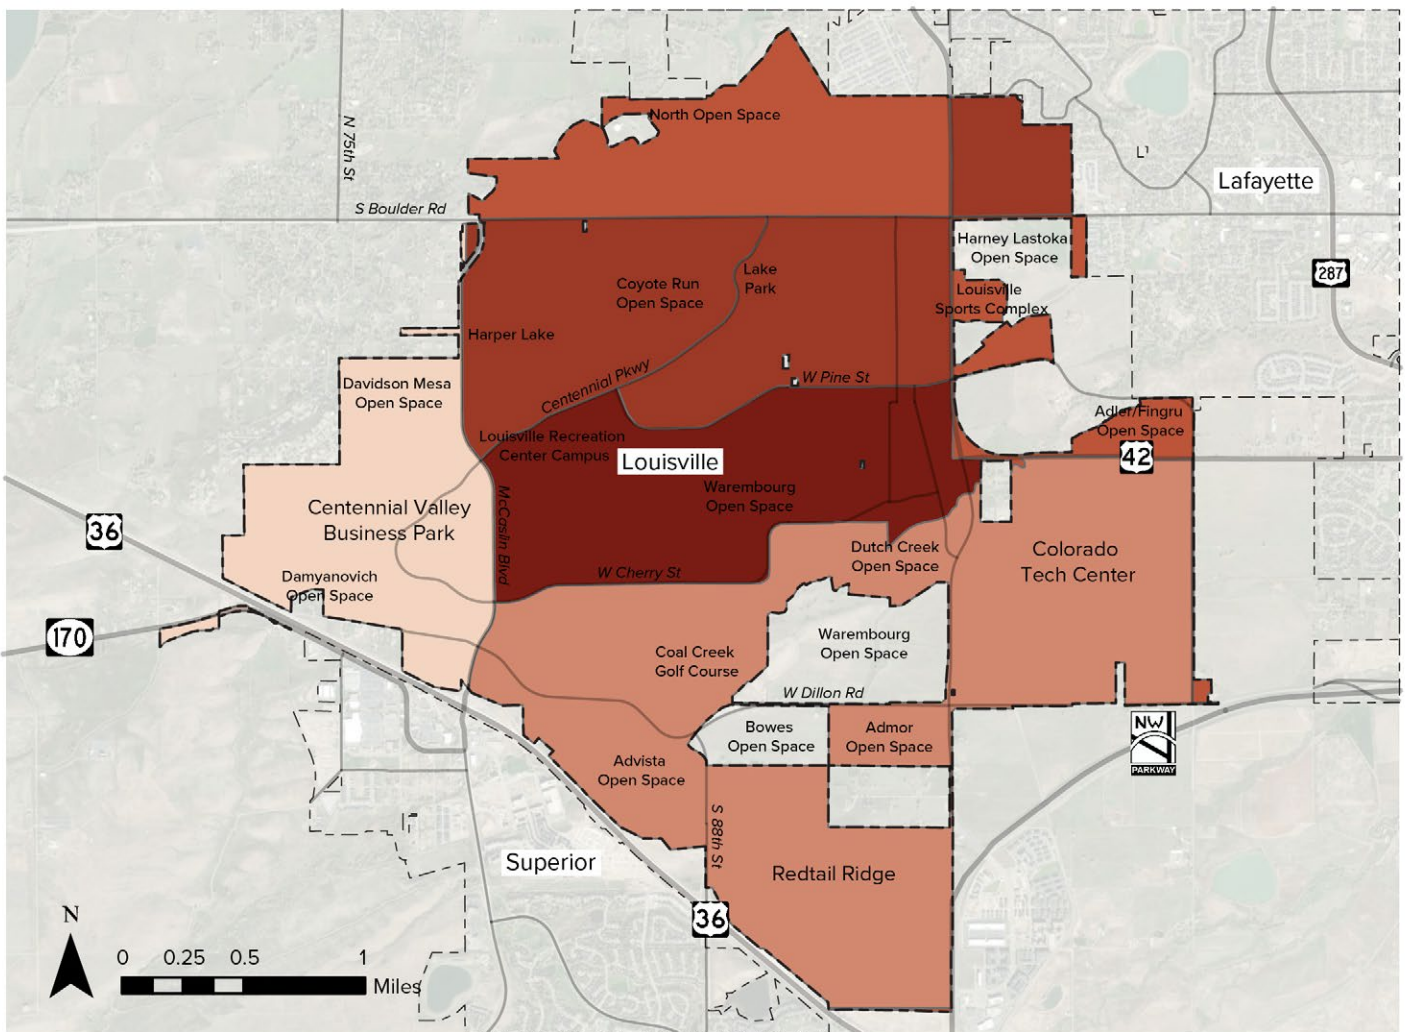 North Open Space
N 75th St
L
Lafayette
S Boulder Rd
Harney Lastoka
Open Space
287
Lake
Park
Coyote Run
Open Space
Louisville
Sports Complex
Harper Lake
Centennial Pkwy
W Pine St
Davidson Mesa
Open Space
Adler/Fingru
Open Space
Louisville Recreation
Center Campus
Louisville
42
Warembourg
Open Space
Centennial Valley
Business Park
McCaslin Blvd
36
Dutch Creek
Open Space
Colorado
Tech Center
W Cherry St
Damyanovich
Open Space
170
Warembourg
Open Space
Coal Creek
Golf Course
W Dillon Rd
Bowes
Open Space
Admor
Open Space
NW
PARKWAY
Advista
Open Space
S 88th St
Superior
Redtail Ridge
36
N
0 0.25 0.5 1
Miles